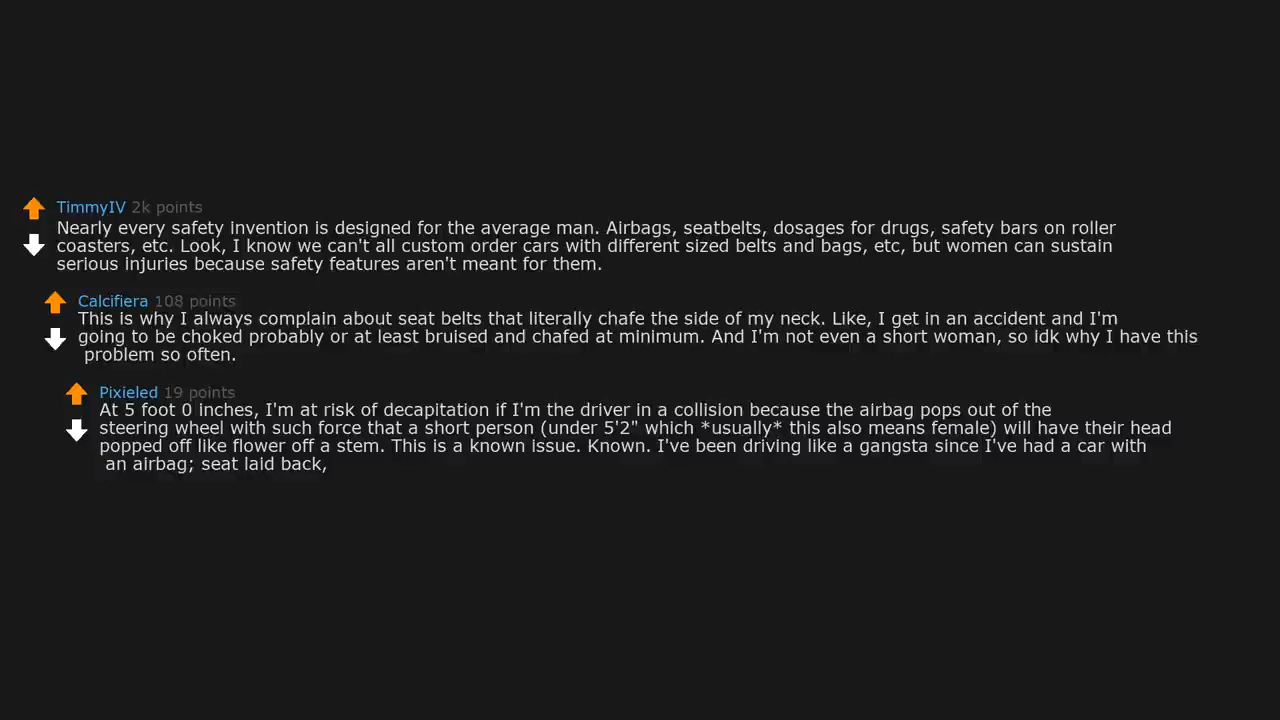 TimmyIV 2k points
Nearly every safety invention is designed for the average man. Airbags, seatbelts, dosages for drugs, safety bars on roller
coasters, etc. Look, I know we can't all custom order cars with different sized belts and bags, etc, but women can sustain
serious injuries because safety features aren't meant for them.
Calcifiera 108 points
This is why I always complain about seat belts that literally chafe the side of my neck. Like, I get in an accident and I'm
going to be choked probably or at least bruised and chafed at minimum. And I'm not even a short woman, so idk why I have this
problem so often.
Pixieled 19 points
At 5 foot 0 inches, I'm at risk of decapitation if I'm the driver in a collision because the airbag pops out of the
steering wheel with such force that a short person (under 5'2" which *usually* this also means female) will have their head
popped off like flower off a stem. This is a known issue. Known. I've been driving like a gangsta since I've had a car with
an airbag; seat laid back,